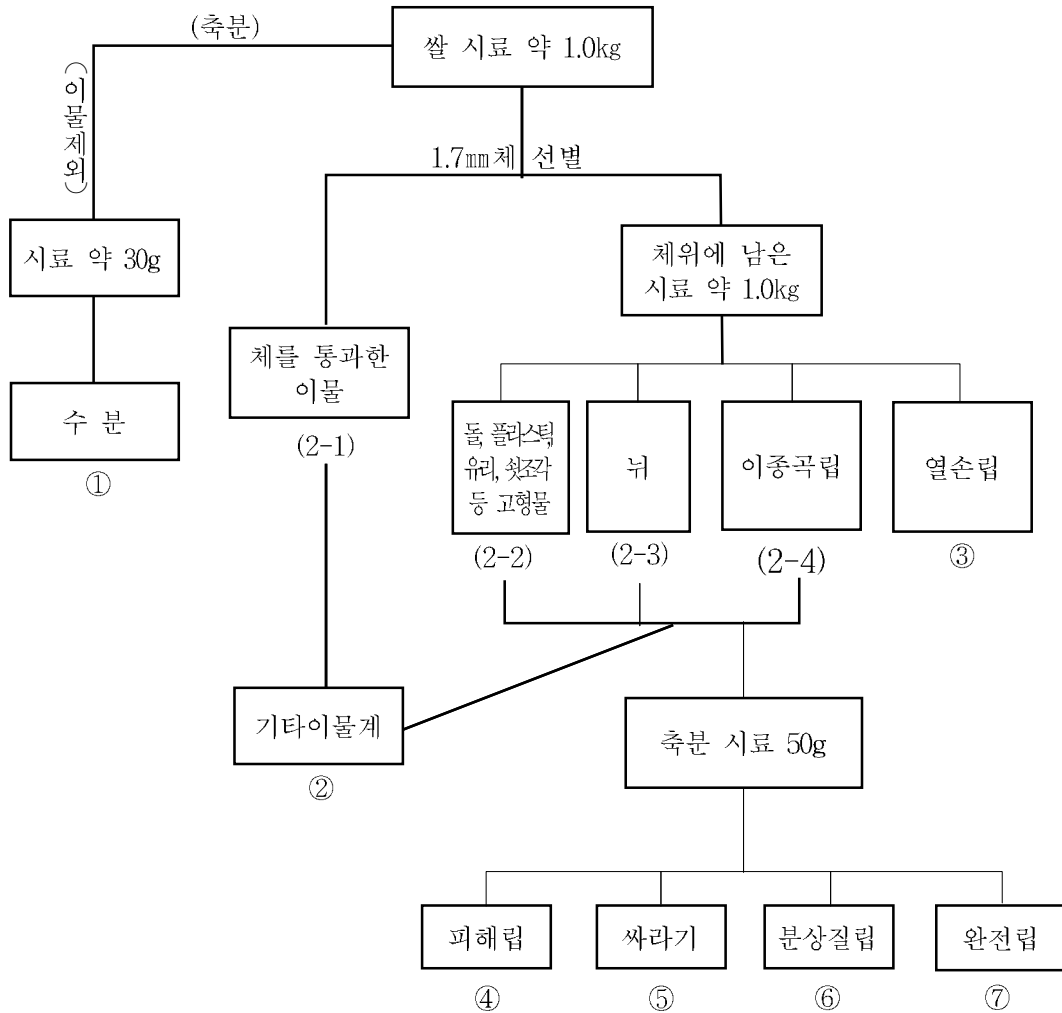 (축분)
쌀 시료 약 1.0kg
(이물제외)
1.7㎜체 선별
시료 약 30g
체위에 남은
시료 약 1.0kg
체를 통과한
이물
(2-1)
수 분
①
돌, 플라스틱,
유리, 쇳조각
등 고형물
(2-2)
뉘
(2-3)
이종곡립
(2-4)
열손립
③
기타이물계
②
축분 시료 50g
피해립
④
싸라기
⑤
분상질립
⑥
완전립
⑦